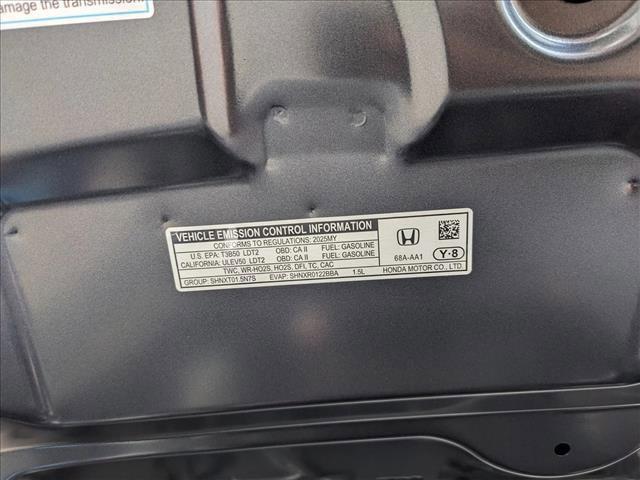 damage the transmission.
VEHICLE EMISSION CONTROL INFORMATION
CONFORMS TO REGULATIONS: 2025MY
U.S. EPA: T3B50 LDT2 OBD: CA II FUEL: GASOLINE
CALIFORNIA: ULEV50 LDT2 OBD: CA II FUEL: GASOLINE
TWC, WR-HO2S, HO2S, DFI, TC, CAC
GROUP: SHNXT01.5N7S EVAP: SHNXR0122BBA 1.5L
68A-AA1 Y-8
HONDA MOTOR CO., LTD.